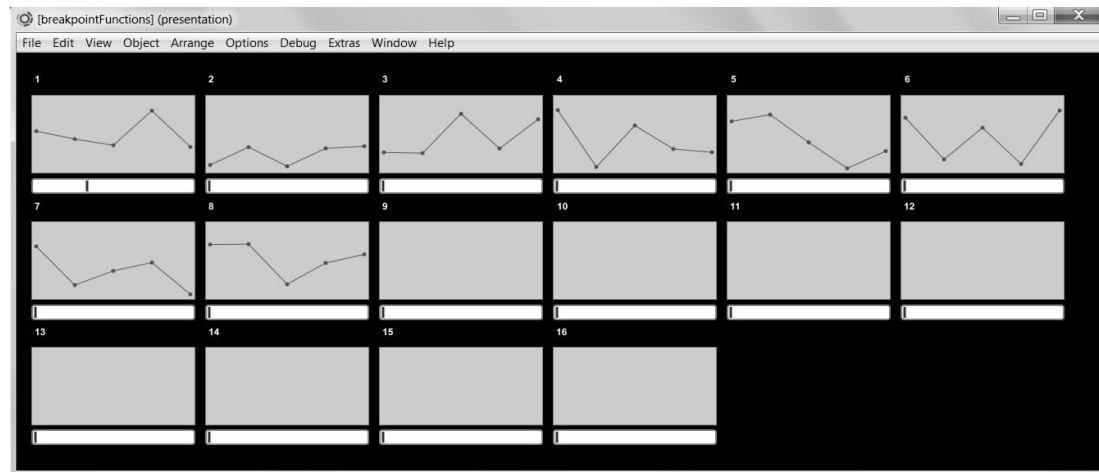 [breakpointFunctions] (presentation)
File Edit View Object Arrange Options Debug Extras Window Help
1 2 3 4 5 6
7 8 9 10 11 12
13 14 15 16